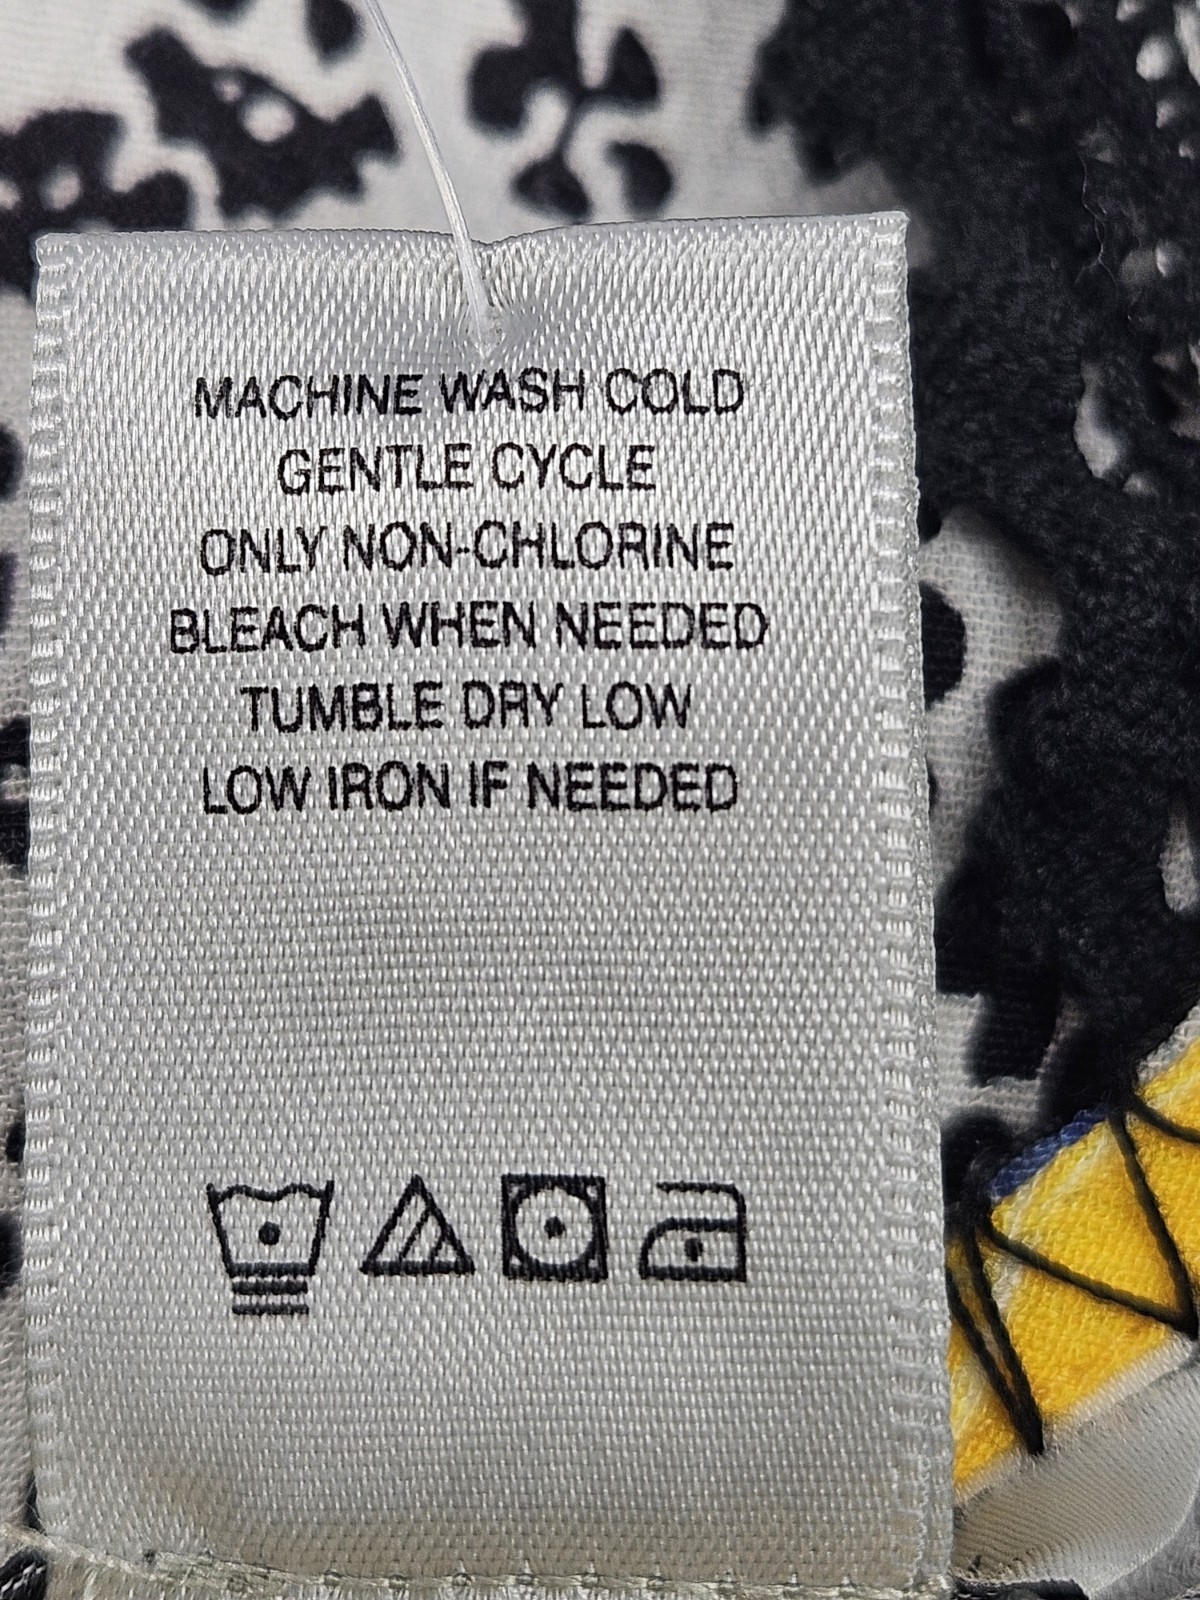 MACHINE WASH COLD
GENTLE CYCLE
ONLY NON-CHLORINE
BLEACH WHEN NEEDED
TUMBLE DRY LOW
LOW IRON IF NEEDED